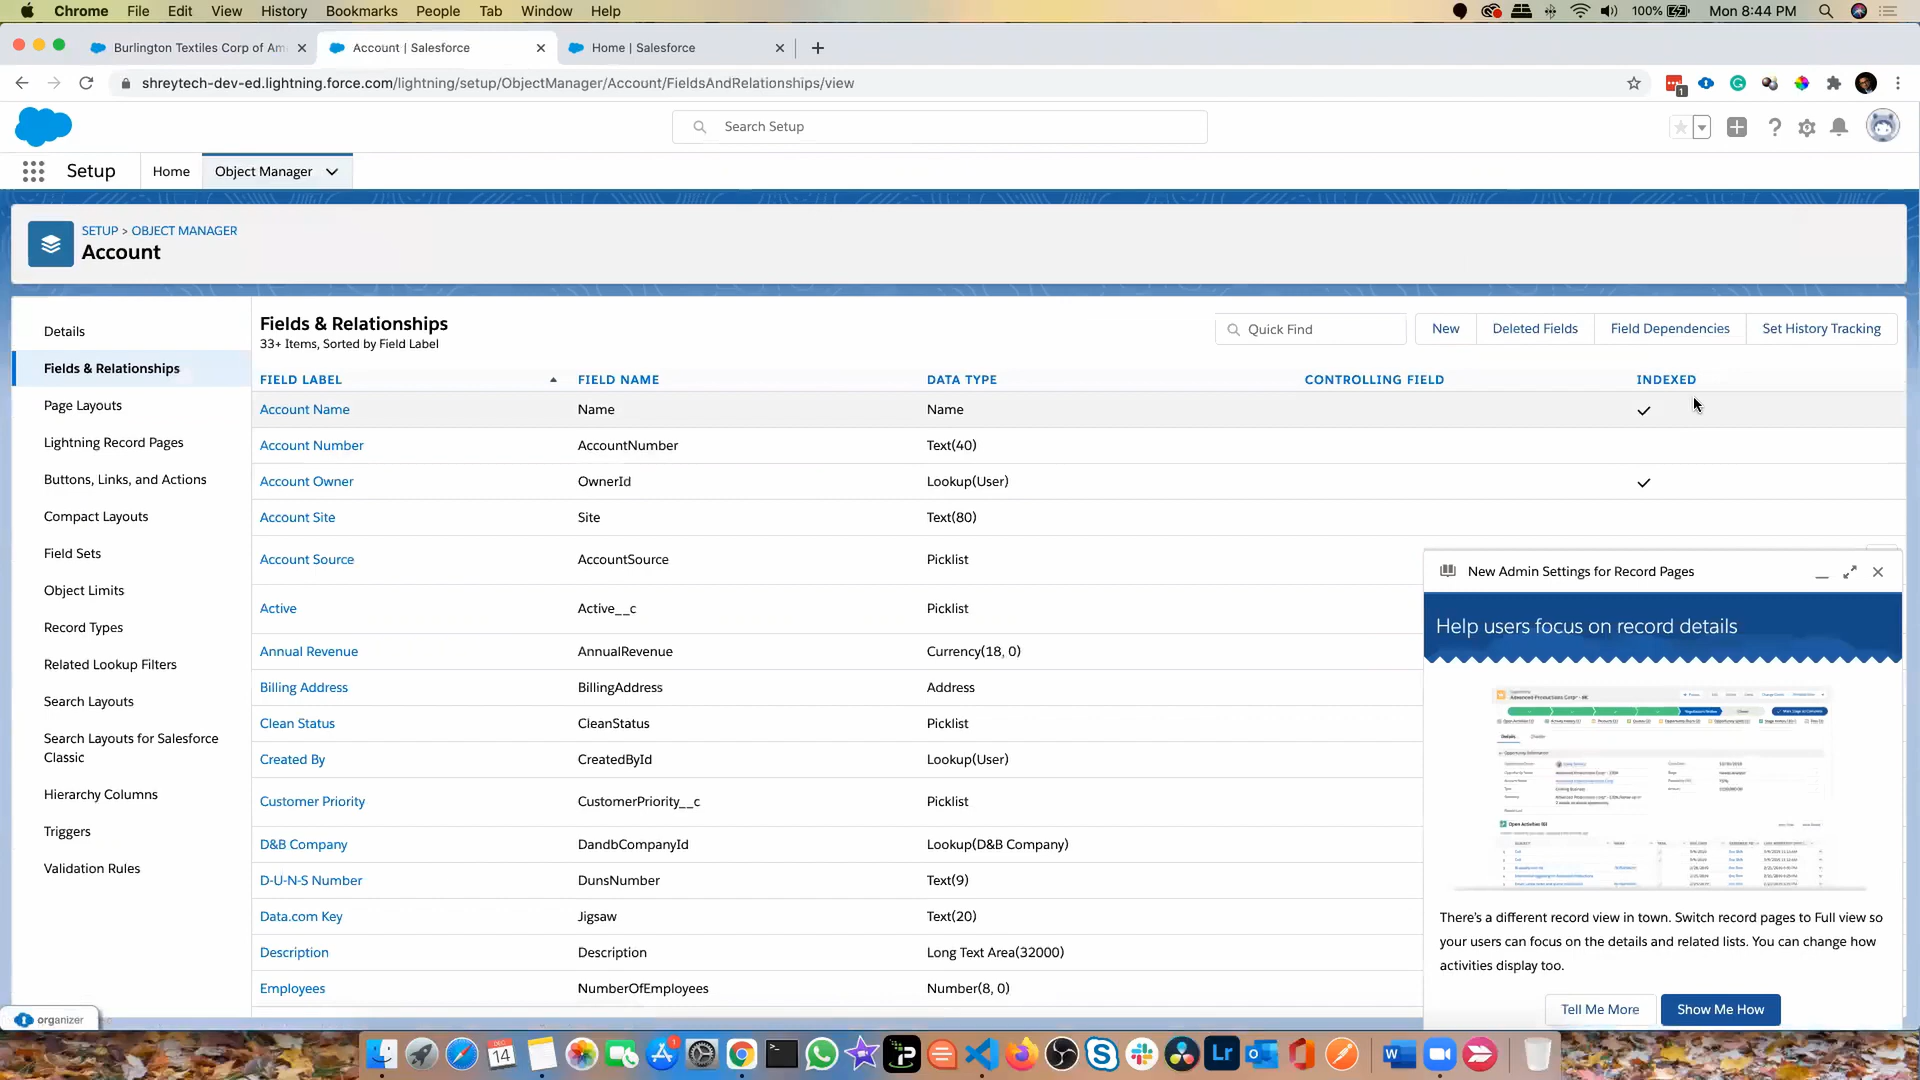 Chrome File Edit View History Bookmarks People Tab Window Help 100% Mon 8:44 PM
Burlington Textiles Corp of Am Account | Salesforce Home | Salesforce
shreytech-dev-ed.lightning.force.com/lightning/setup/ObjectManager/Account/FieldsAndRelationships/view
Search Setup
Setup Home Object Manager
SETUP > OBJECT MANAGER
Account
Details
Fields & Relationships
Page Layouts
Lightning Record Pages
Buttons, Links, and Actions
Compact Layouts
Field Sets
Object Limits
Record Types
Related Lookup Filters
Search Layouts
Search Layouts for Salesforce
Classic
Hierarchy Columns
Triggers
Validation Rules
Fields & Relationships
33+ Items, Sorted by Field Label
Quick Find New Deleted Fields Field Dependencies Set History Tracking
FIELD LABEL FIELD NAME DATA TYPE CONTROLLING FIELD INDEXED
Account Name Name Name
Account Number AccountNumber Text(40)
Account Owner OwnerId Lookup(User)
Account Site Site Text(80)
Account Source AccountSource Picklist
Active Active__c Picklist
Annual Revenue AnnualRevenue Currency(18, 0)
Billing Address BillingAddress Address
Clean Status CleanStatus Picklist
Created By CreatedById Lookup(User)
Customer Priority CustomerPriority__c Picklist
D&B Company DandbCompanyId Lookup(D&B Company)
D-U-N-S Number DunsNumber Text(9)
Data.com Key Jigsaw Text(20)
Description Description Long Text Area(32000)
Employees NumberOfEmployees Number(8, 0)
New Admin Settings for Record Pages
Help users focus on record details
There's a different record view in town. Switch record pages to Full view so
your users can focus on the details and related lists. You can change how
activities display too.
Tell Me More Show Me How
organizer
DEC
14
Lr
W